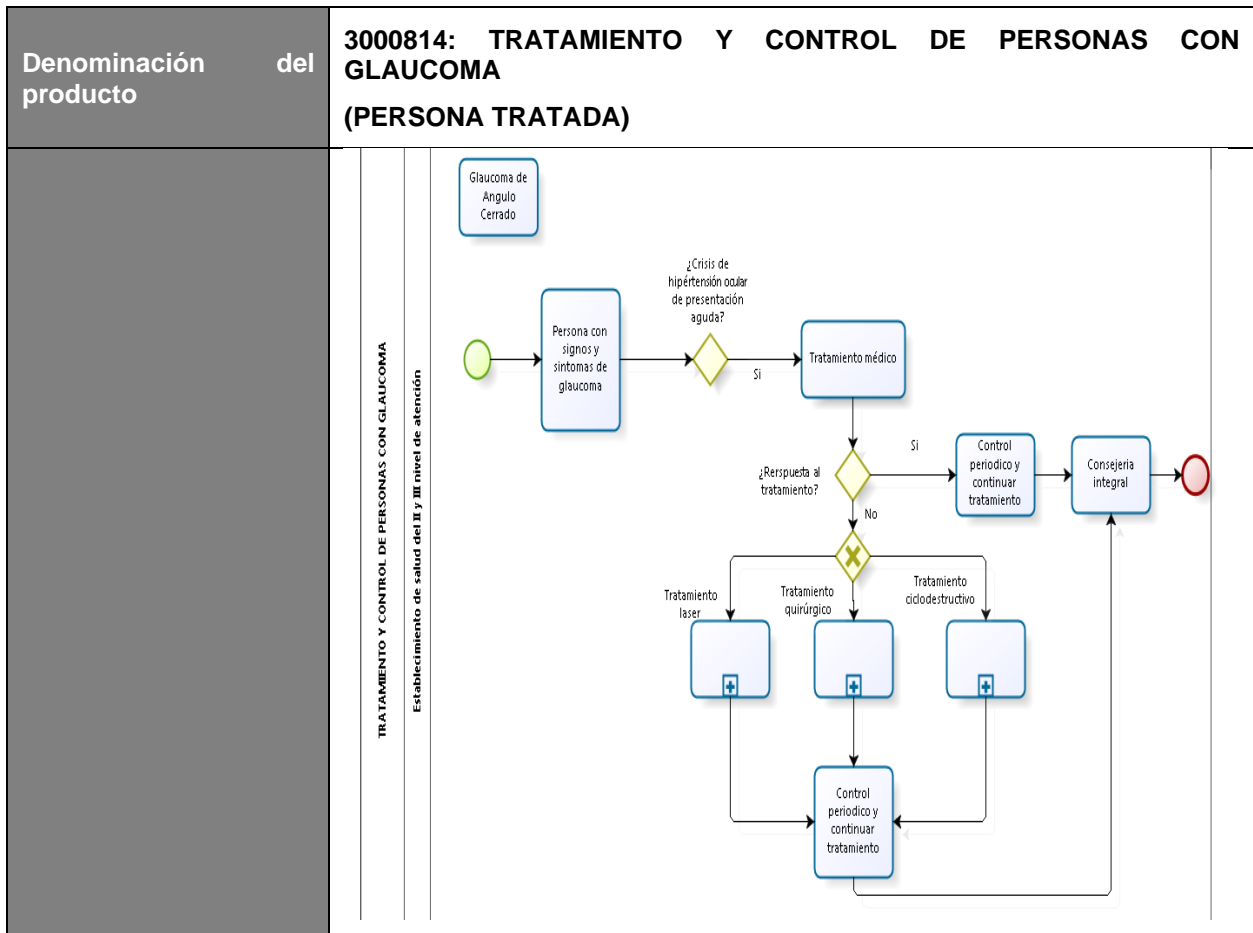 Denominación del
producto
3000814: TRATAMIENTO Y CONTROL DE PERSONAS CON
GLAUCOMA
(PERSONA TRATADA)
TRATAMIENTO Y CONTROL DE PERSONAS CON GLAUCOMA
Establecimiento de salud del II y III nivel de atención
Glaucoma de
Angulo
Cerrado
Persona con
signos y
sintomas de
glaucoma
¿Crisis de
hipértensión ocular
de presentación
aguda?
Si
Tratamiento médico
¿Rerspuesta al
tratamiento?
Si
Control
periodico y
continuar
tratamiento
Consejeria
integral
No
Tratamiento
laser
Tratamiento
quirúrgico
Tratamiento
ciclodestructivo
Control
periodico y
continuar
tratamiento